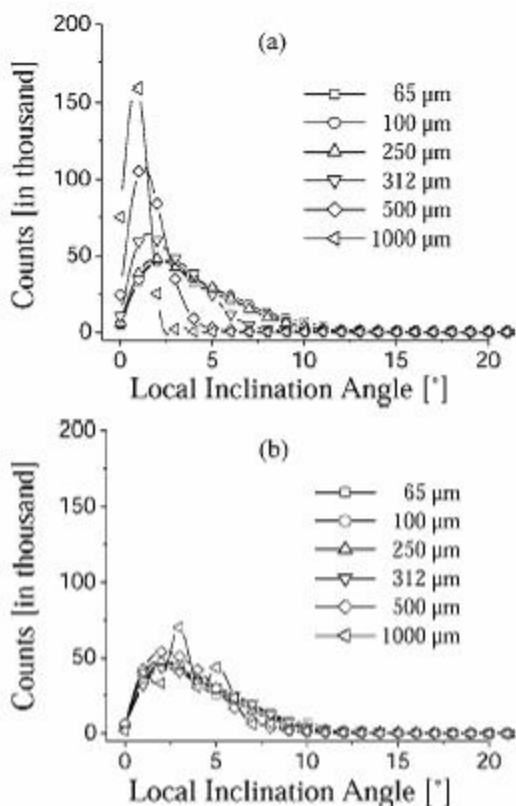 200
(a)
65 µm
100 µm
250 µm
312 µm
500 µm
1000 µm
150
100
50
0
Counts [in thousand]
0 5 10 15 20
Local Inclination Angle [°]
200
(b)
65 µm
100 µm
250 µm
312 µm
500 µm
1000 µm
150
100
50
0
Counts [in thousand]
0 5 10 15 20
Local Inclination Angle [°]